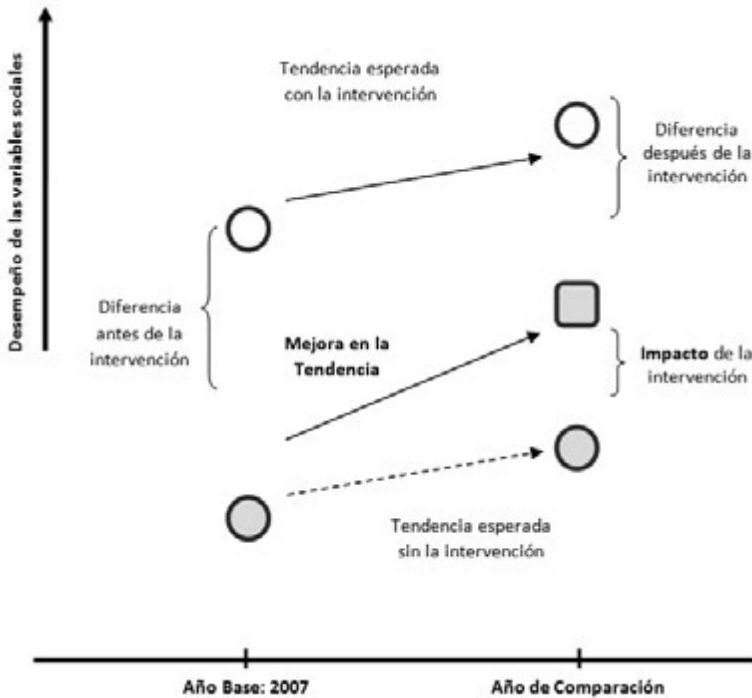 Desempeño de las variables sociales
Tendencia esperada
con la intervención
Diferencia
después de la
intervención
Diferencia
antes de la
intervención
Mejora en la
Tendencia
Impacto de la
intervención
Tendencia esperada
sin la intervención
Año Base: 2007
Año de Comparación